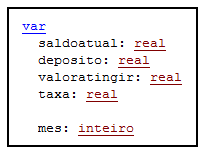 var
saldoatual: real
deposito: real
valoratingir: real
taxa: real
mes: inteiro